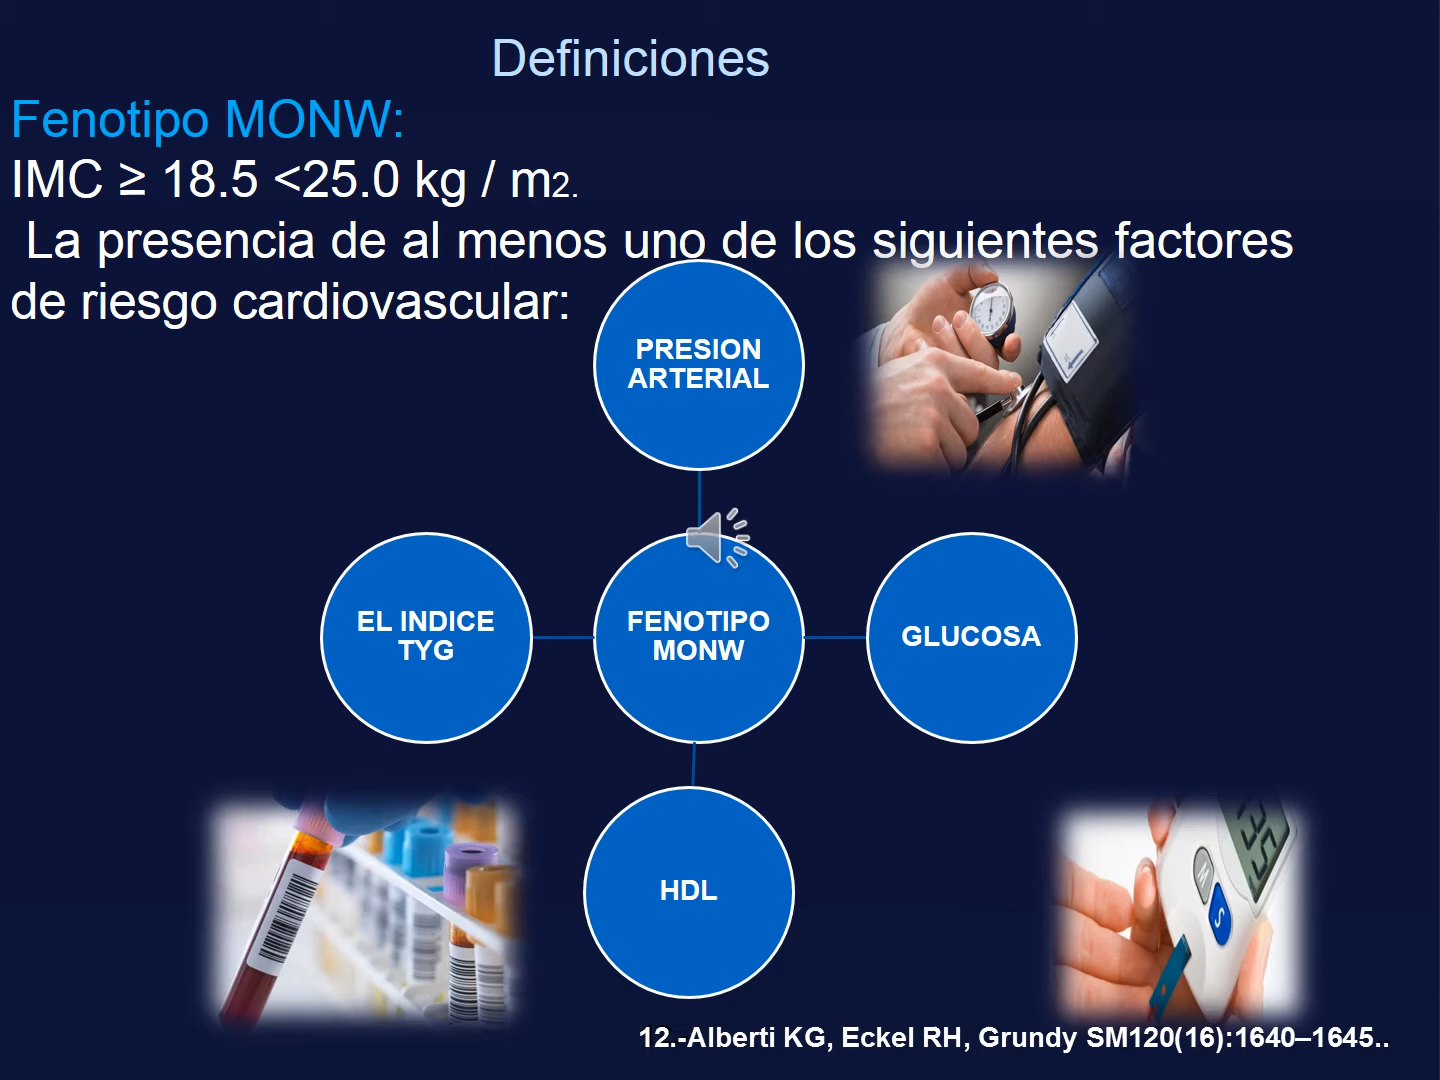 Definiciones
Fenotipo MONW:
IMC ≥ 18.5 <25.0 kg / m2.
La presencia de al menos uno de los siguientes factores
de riesgo cardiovascular:
PRESION
ARTERIAL
EL INDICE
TYG
FENOTIPO
MONW
GLUCOSA
HDL
12.-Alberti KG, Eckel RH, Grundy SM120(16):1640–1645..